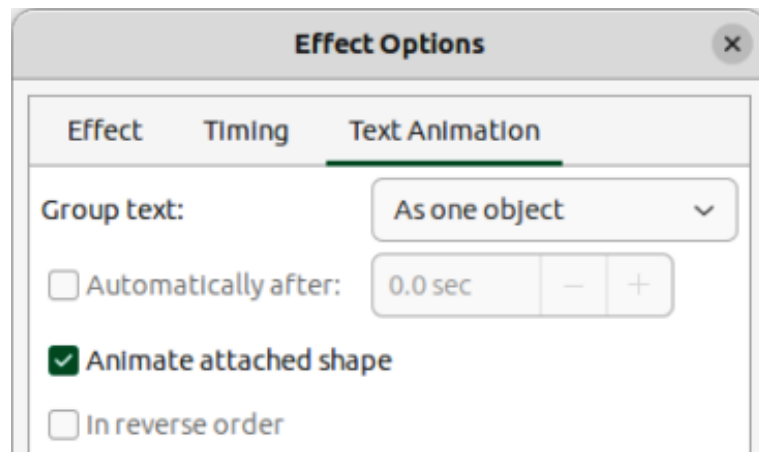 Effect Options
Effect Timing Text Animation
Group text: As one object
Automatically after: 0.0 sec
Animate attached shape
In reverse order